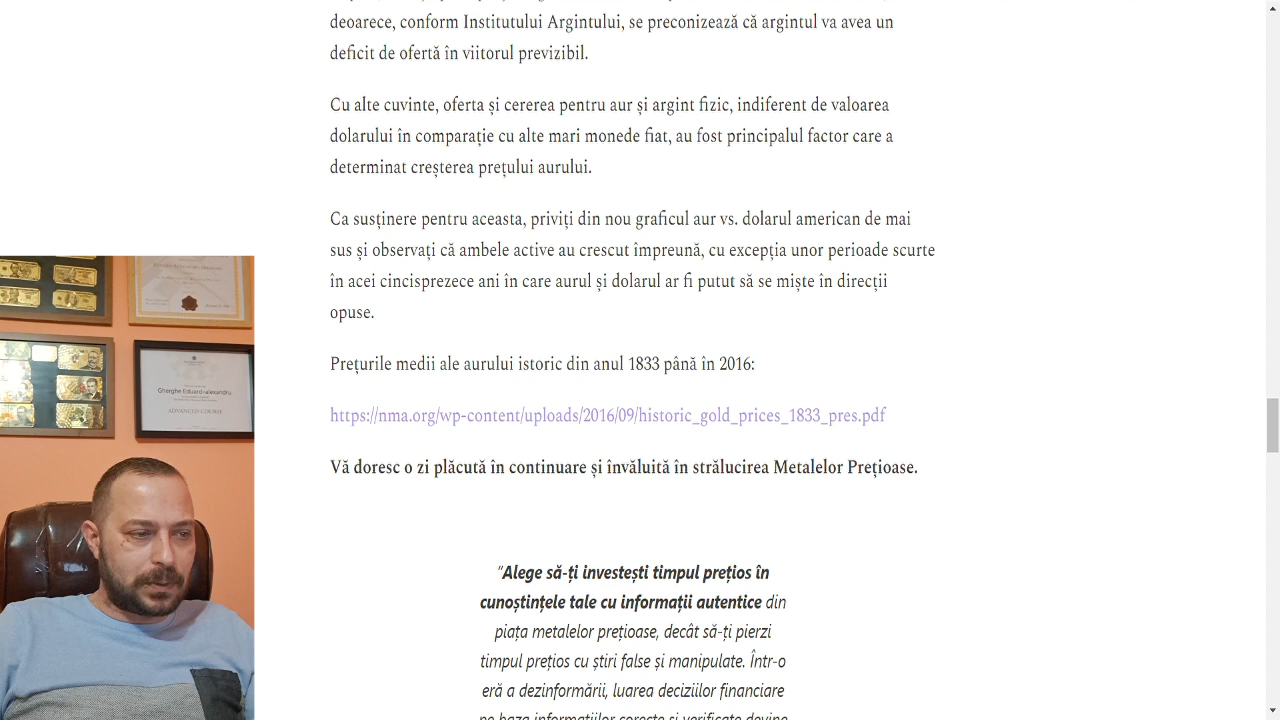 deoarece, conform Institutului Argintului, se preconizează că argintul va avea un
deficit de ofertă în viitorul previzibil.
Cu alte cuvinte, oferta și cererea pentru aur și argint fizic, indiferent de valoarea
dolarului în comparație cu alte mari monede fiat, au fost principalul factor care a
determinat creșterea prețului aurului.
Ca susținere pentru aceasta, priviți din nou graficul aur vs. dolarul american de mai
sus și observați că ambele active au crescut împreună, cu excepția unor perioade scurte
în acei cincisprezece ani în care aurul și dolarul ar fi putut să se miște în direcții
opuse.
Prețurile medii ale aurului istoric din anul 1833 până în 2016:
https://nma.org/wp-content/uploads/2016/09/historic_gold_prices_1833_pres.pdf
Vă doresc o zi plăcută în continuare și învăluită în strălucirea Metalelor Prețioase.
"Alege să-ți investești timpul prețios în
cunoștințele tale cu informații autentice din
piața metalelor prețioase, decât să-ți pierzi
timpul prețios cu știri false și manipulate. Într-o
eră a dezinformării, luarea deciziilor financiare
pe baza informațiilor corecte și verificate devine
Gherghe Eduard-alexandru
ADVANCED COURSE